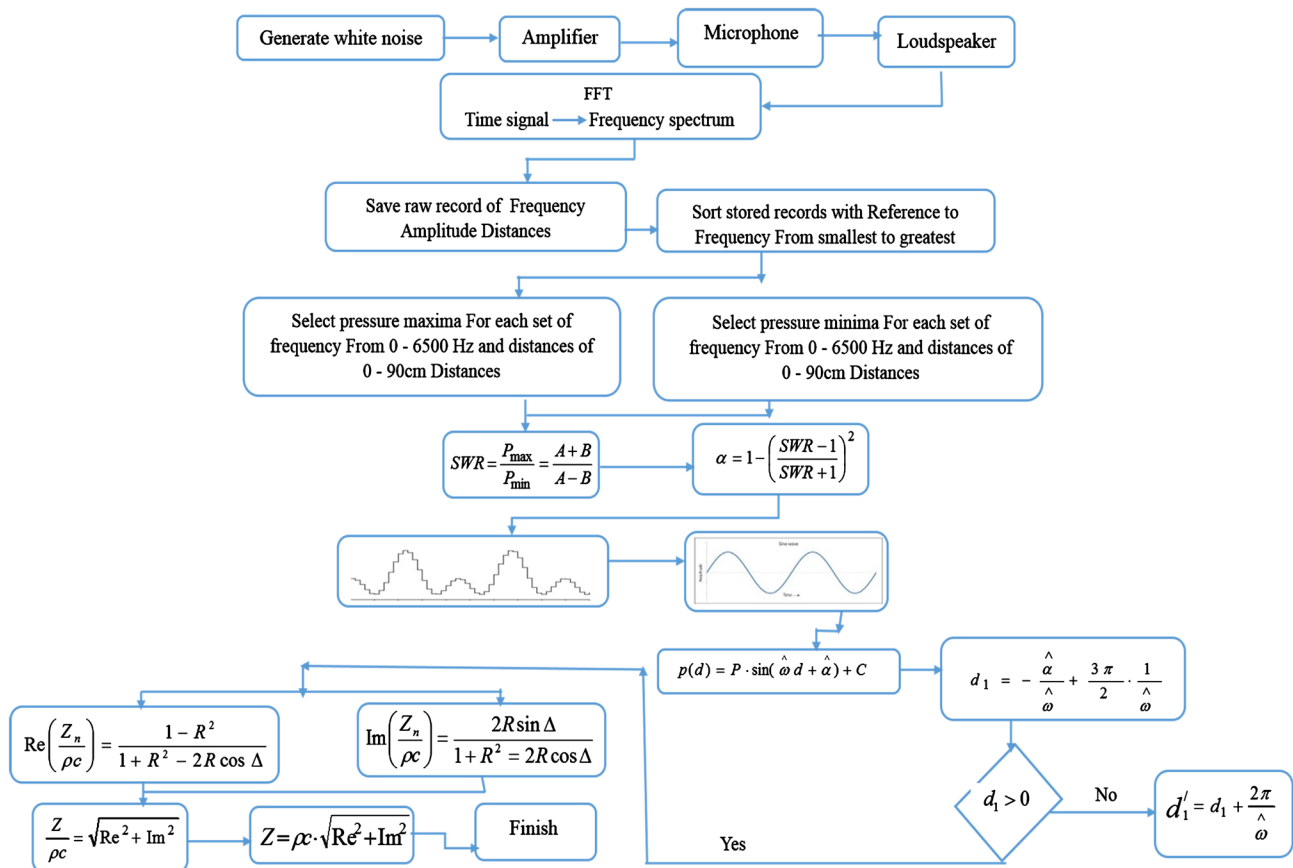 Generate white noise
Amplifier
Microphone
Loudspeaker
FFT
Time signal → Frequency spectrum
Save raw record of Frequency
Amplitude Distances
Sort stored records with Reference to
Frequency From smallest to greatest
Select pressure maxima For each set of
frequency From 0 - 6500 Hz and distances of
0 - 90cm Distances
Select pressure minima For each set of
frequency From 0 - 6500 Hz and distances of
0 - 90cm Distances
SWR = P_max / P_min = (A + B) / (A − B)
α = 1 − ((SWR − 1) / (SWR + 1))²
Sine wave
Amplitude
p(d) = P · sin(ω̂ d + α̂) + C
d₁ = − α̂ / ω̂ + 3π / 2 · 1 / ω̂
Re(Zₙ / ρc) = (1 − R²) / (1 + R² − 2R cos Δ)
Im(Zₙ / ρc) = 2R sin Δ / (1 + R² = 2R cos Δ)
d₁ > 0
No
d₁′ = d₁ + 2π / ω̂
Yes
Z / ρc = √(Re² + Im²)
Z = ρc · √(Re² + Im²)
Finish